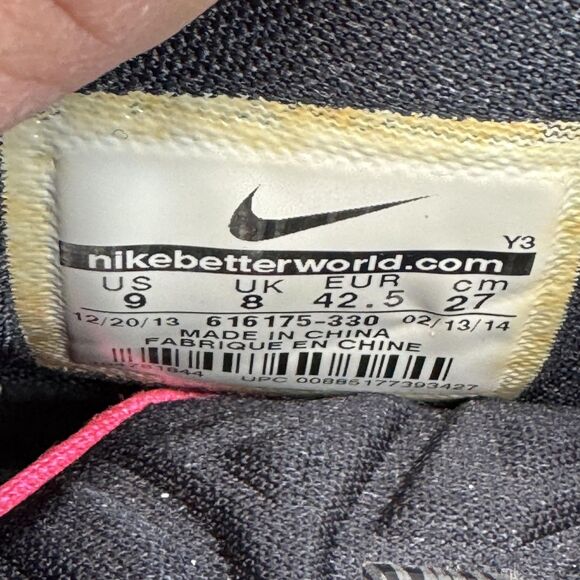 Y3
nikebetterworld.com
US UK EUR cm
9 8 42.5 27
12/20/13 616175-330 02/13/14
MADE IN CHINA
FABRIQUE EN CHINE
UPC 00885177393427